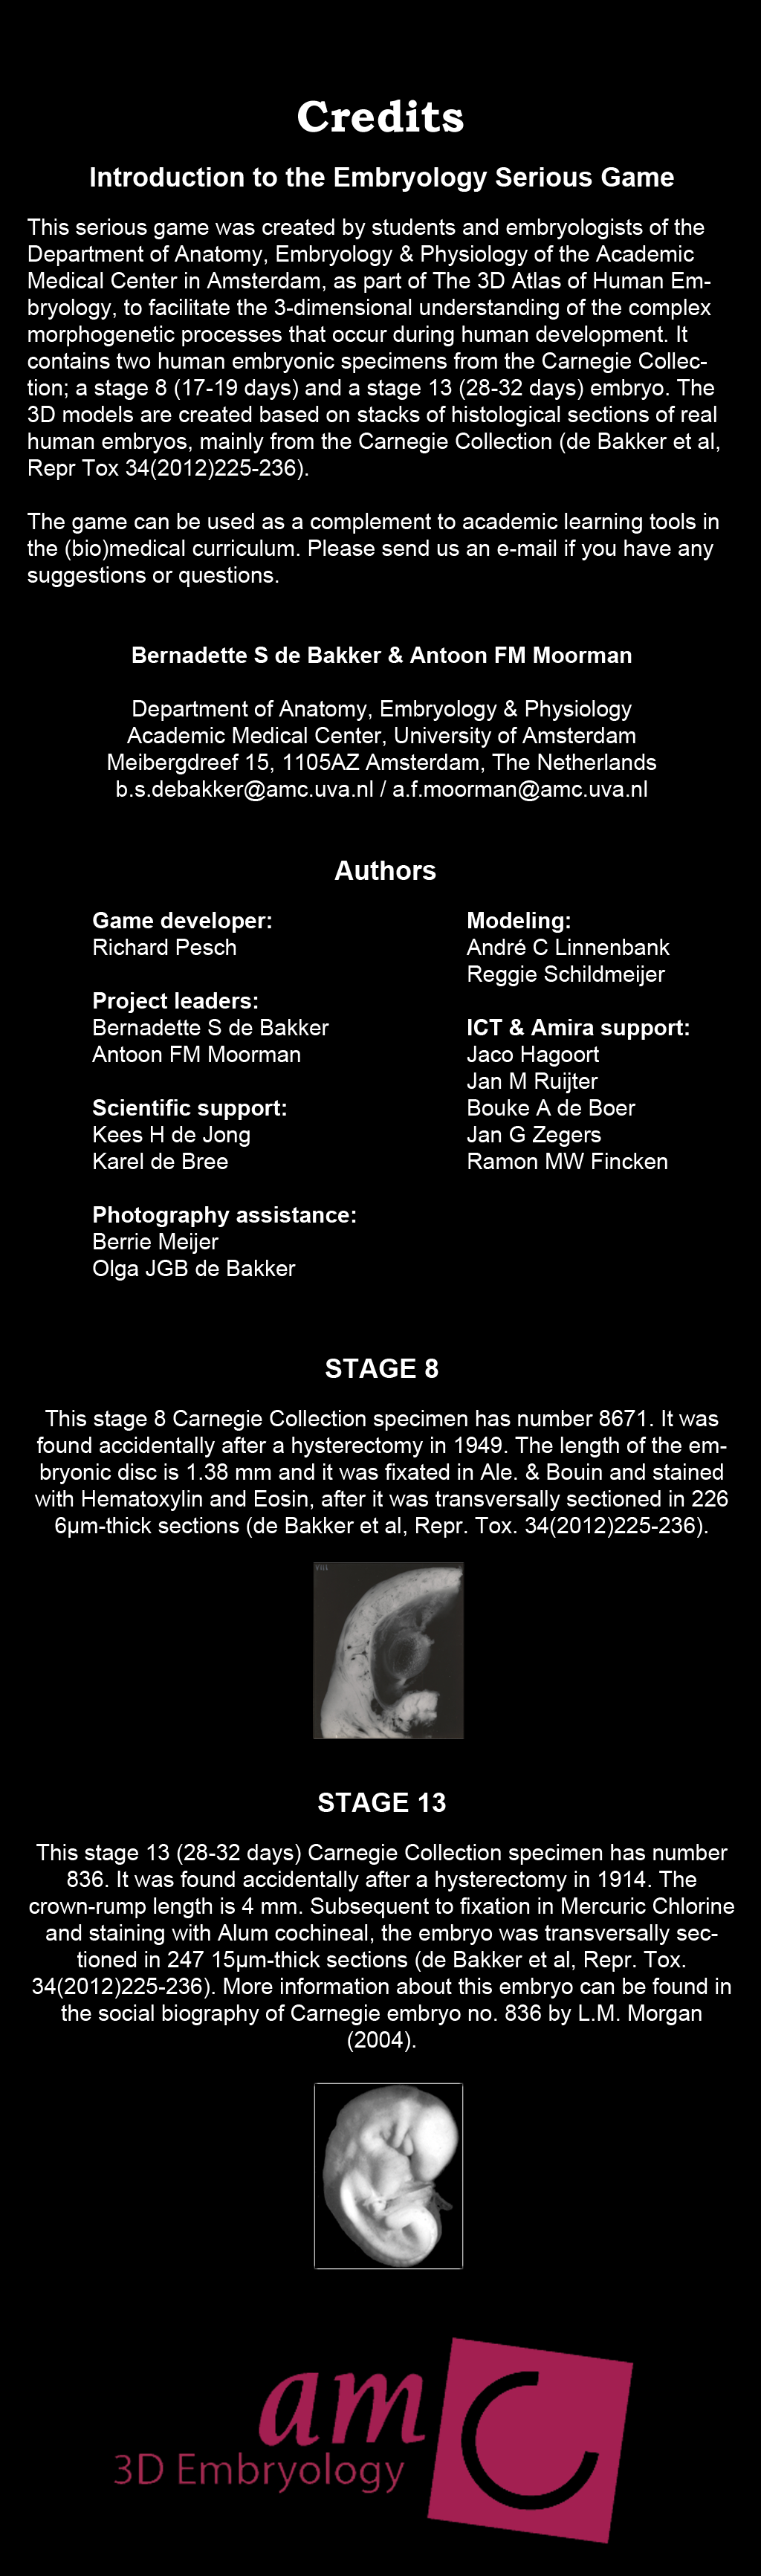 Credits
Introduction to the Embryology Serious Game
This serious game was created by students and embryologists of the
Department of Anatomy, Embryology & Physiology of the Academic
Medical Center in Amsterdam, as part of The 3D Atlas of Human Em-
bryology, to facilitate the 3-dimensional understanding of the complex
morphogenetic processes that occur during human development. It
contains two human embryonic specimens from the Carnegie Collec-
tion; a stage 8 (17-19 days) and a stage 13 (28-32 days) embryo. The
3D models are created based on stacks of histological sections of real
human embryos, mainly from the Carnegie Collection (de Bakker et al,
Repr Tox 34(2012)225-236).
The game can be used as a complement to academic learning tools in
the (bio)medical curriculum. Please send us an e-mail if you have any
suggestions or questions.
Bernadette S de Bakker & Antoon FM Moorman
Department of Anatomy, Embryology & Physiology
Academic Medical Center, University of Amsterdam
Meibergdreef 15, 1105AZ Amsterdam, The Netherlands
b.s.debakker@amc.uva.nl / a.f.moorman@amc.uva.nl
Authors
Game developer:
Richard Pesch
Project leaders:
Bernadette S de Bakker
Antoon FM Moorman
Scientific support:
Kees H de Jong
Karel de Bree
Photography assistance:
Berrie Meijer
Olga JGB de Bakker
Modeling:
André C Linnenbank
Reggie Schildmeijer
ICT & Amira support:
Jaco Hagoort
Jan M Ruijter
Bouke A de Boer
Jan G Zegers
Ramon MW Fincken
STAGE 8
This stage 8 Carnegie Collection specimen has number 8671. It was
found accidentally after a hysterectomy in 1949. The length of the em-
bryonic disc is 1.38 mm and it was fixated in Ale. & Bouin and stained
with Hematoxylin and Eosin, after it was transversally sectioned in 226
6µm-thick sections (de Bakker et al, Repr. Tox. 34(2012)225-236).
STAGE 13
This stage 13 (28-32 days) Carnegie Collection specimen has number
836. It was found accidentally after a hysterectomy in 1914. The
crown-rump length is 4 mm. Subsequent to fixation in Mercuric Chlorine
and staining with Alum cochineal, the embryo was transversally sec-
tioned in 247 15µm-thick sections (de Bakker et al, Repr. Tox.
34(2012)225-236). More information about this embryo can be found in
the social biography of Carnegie embryo no. 836 by L.M. Morgan
(2004).
amC
3D Embryology